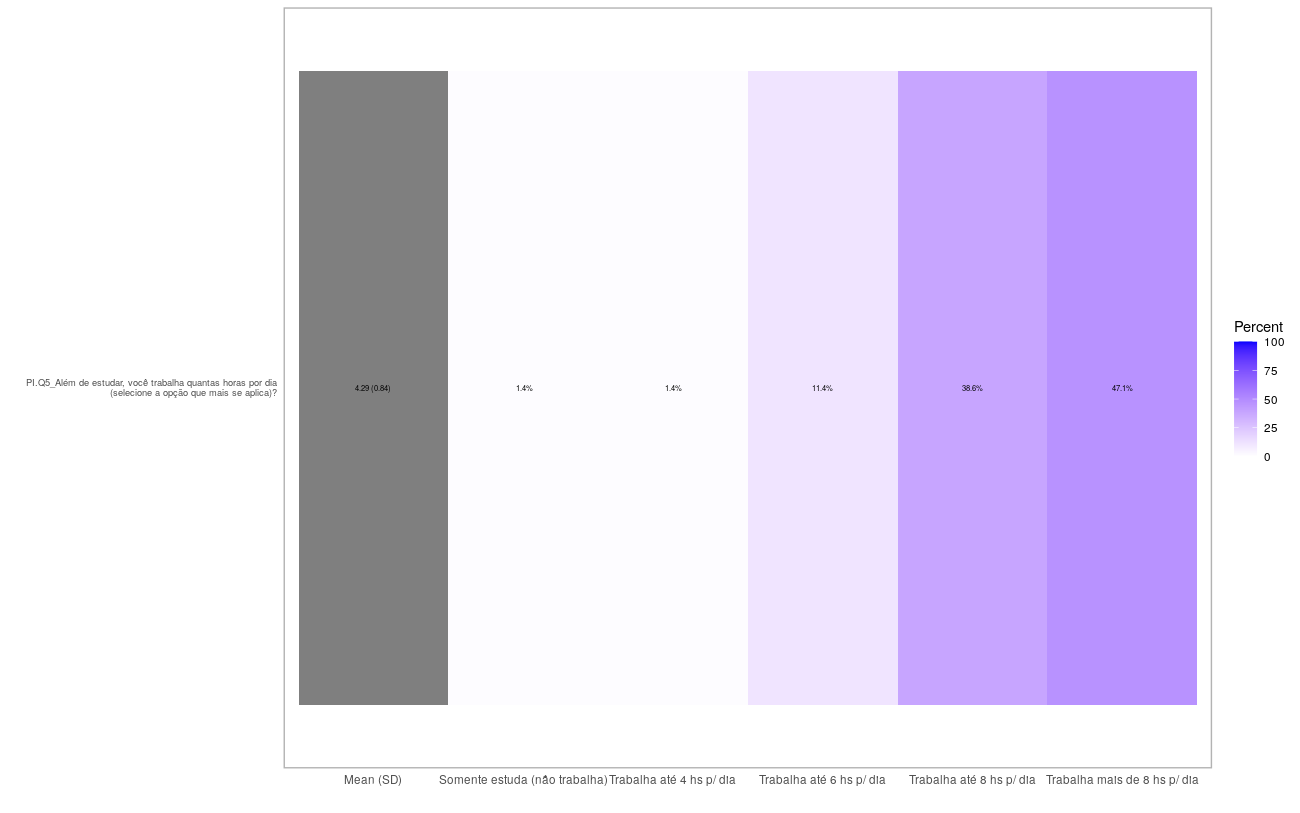 PI.Q5_Além de estudar, você trabalha quantas horas por dia
(selecione a opção que mais se aplica)?
4.29 (0.84)
1.4%
1.4%
11.4%
38.6%
47.1%
Mean (SD)
Somente estuda (não trabalha)
Trabalha até 4 hs p/ dia
Trabalha até 6 hs p/ dia
Trabalha até 8 hs p/ dia
Trabalha mais de 8 hs p/ dia
Percent
100
75
50
25
0